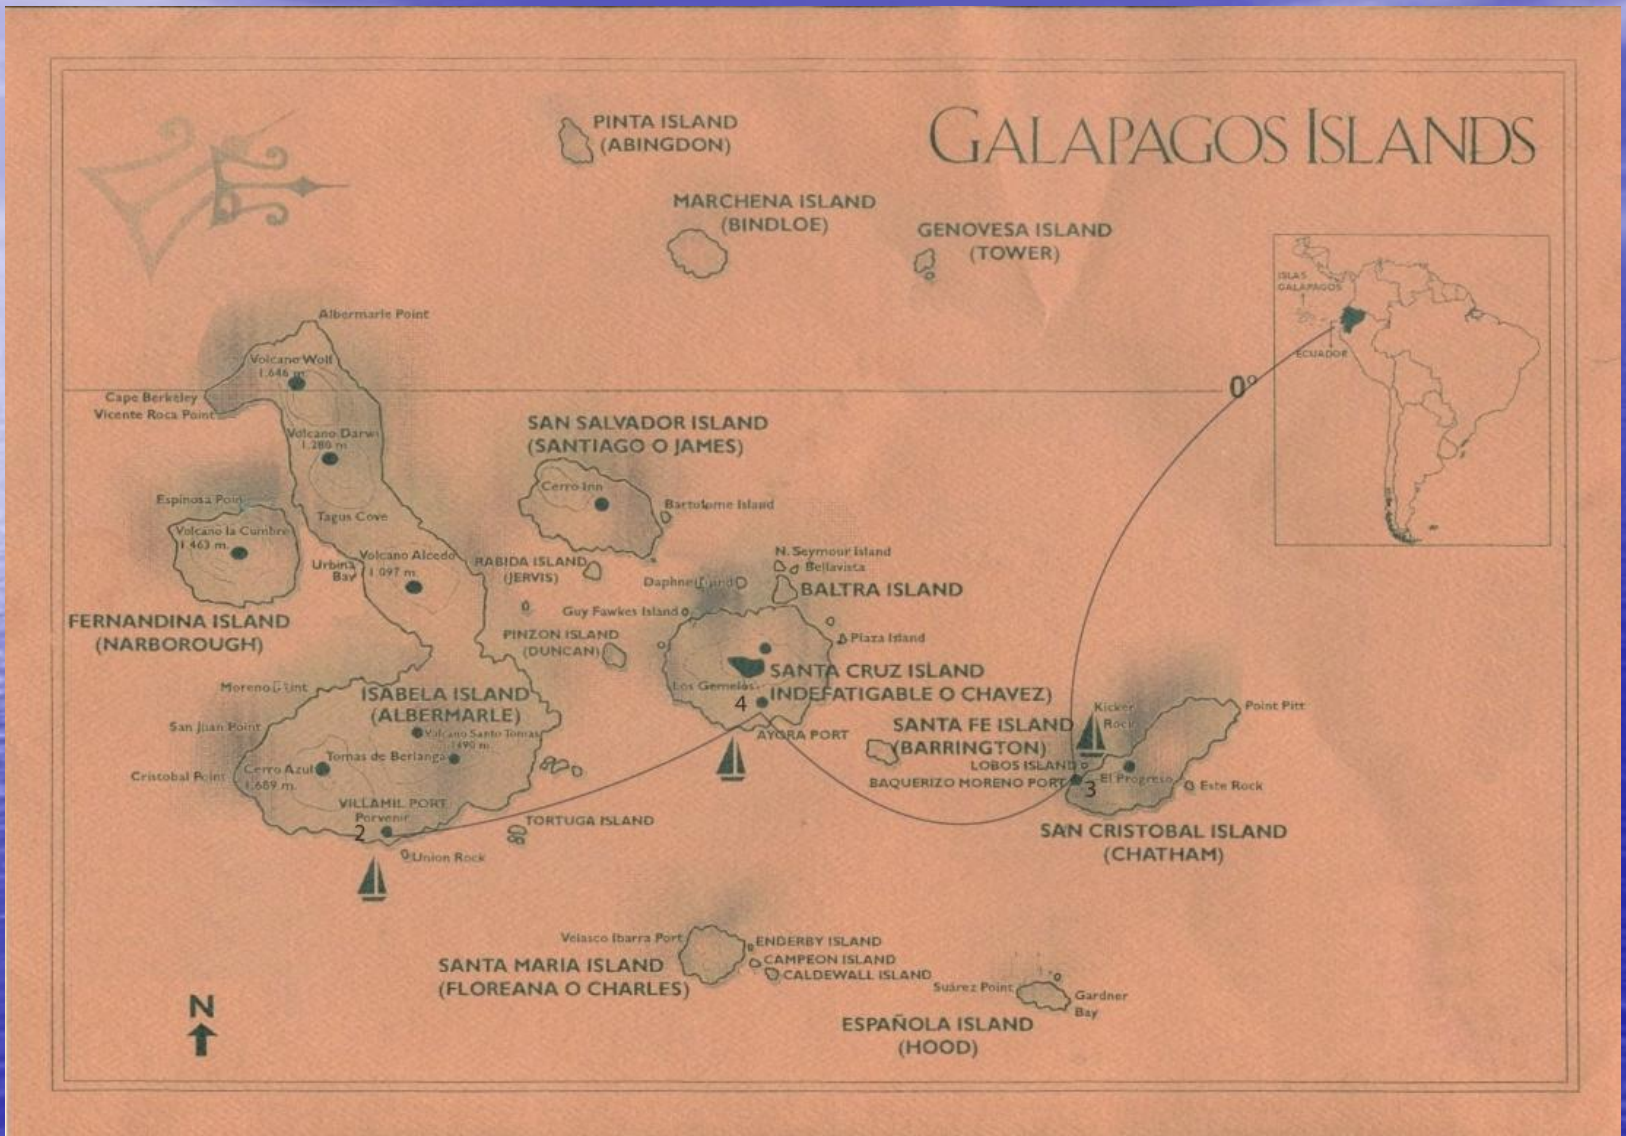 GALAPAGOS ISLANDS
PINTA ISLAND
(ABINGDON)
MARCHENA ISLAND
(BINDLOE)
GENOVESA ISLAND
(TOWER)
ISLAS
GALAPAGOS
ECUADOR
0°
Albermarle Point
Volcano Wolf
1.646 m
Cape Berkeley
Vicente Roca Point
Volcano Darwi
1.280 m
SAN SALVADOR ISLAND
(SANTIAGO O JAMES)
Cerro Inn
Bartolome Island
Espinosa Poin
Volcano la Cumbre
1.463 m.
Tagus Cove
Urbina
Bay
Volcano Alcedo
1.097 m
RABIDA ISLAND
(JERVIS)
N. Seymour Island
Bellavista
Daphne
BALTRA ISLAND
Guy Fawkes Island
FERNANDINA ISLAND
(NARBOROUGH)
PINZON ISLAND
(DUNCAN)
Plaza Island
SANTA CRUZ ISLAND
INDEFATIGABLE O CHAVEZ)
Los Gemelos
4
AYORA PORT
Moreno
ISABELA ISLAND
(ALBERMARLE)
San Juan Point
Volcano Santo Tomas
1490 m
Tomas de Berlanga
Cristobal Point
Cerro Azul
1.689 m.
VILLAMIL PORT
Porvenir
2
Union Rock
TORTUGA ISLAND
SANTA FE ISLAND
(BARRINGTON)
Kicker
Rock
Point Pitt
LOBOS ISLAND
BAQUERIZO MORENO PORT
3
El Progreso
Este Rock
SAN CRISTOBAL ISLAND
(CHATHAM)
Velasco Ibarra Port
ENDERBY ISLAND
CAMPEON ISLAND
CALDEWALL ISLAND
SANTA MARIA ISLAND
(FLOREANA O CHARLES)
Suárez Point
Gardner
Bay
ESPAÑOLA ISLAND
(HOOD)
N